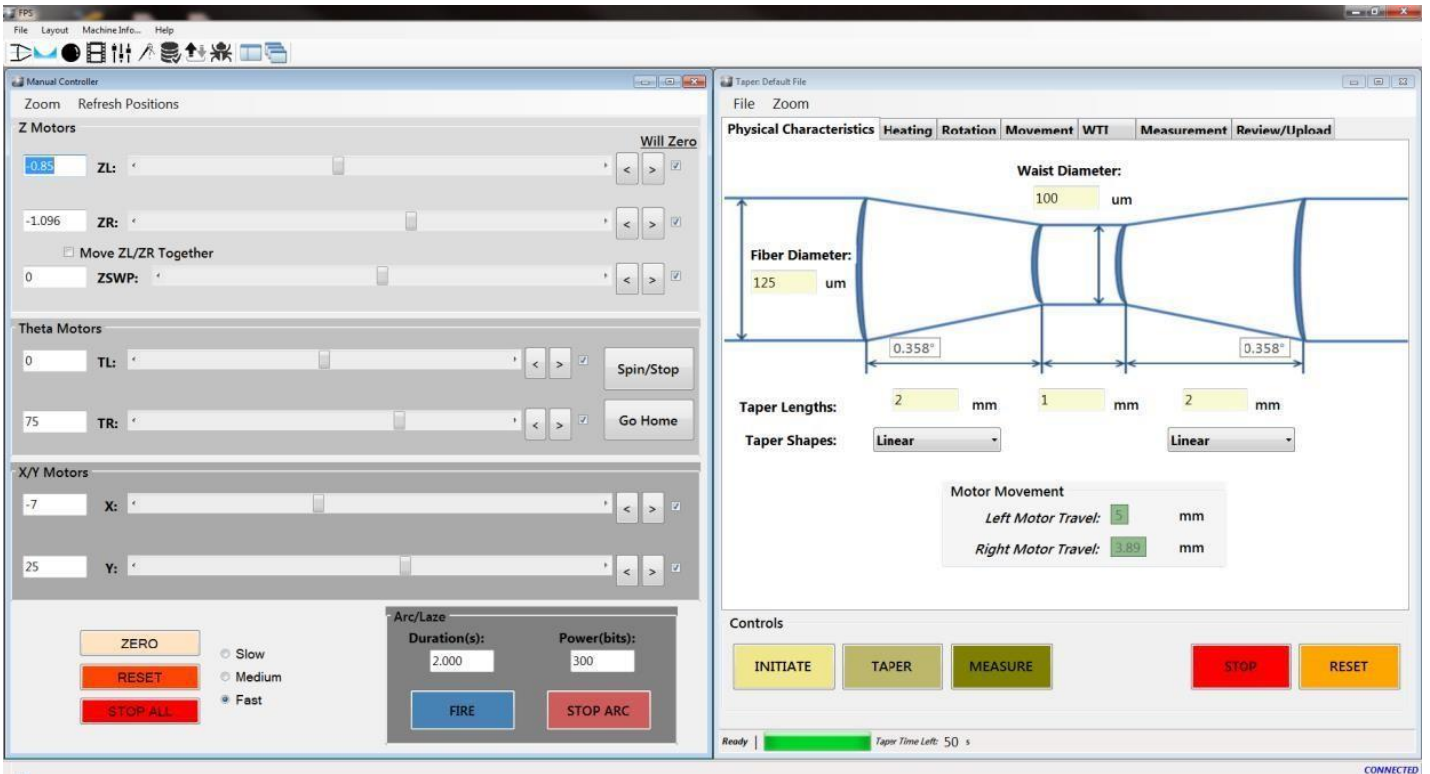 FPS
File Layout Machine Info... Help
Manual Controller
Zoom Refresh Positions
Z Motors
Will Zero
-0.85 ZL: < >
-1.096 ZR: < >
Move ZL/ZR Together
0 ZSWP: < >
Theta Motors
0 TL: < > Spin/Stop
75 TR: < > Go Home
X/Y Motors
-7 X: < >
25 Y: < >
ZERO
RESET
STOP ALL
Slow
Medium
Fast
Arc/Laze
Duration(s): Power(bits):
2.000 300
FIRE STOP ARC
Taper: Default File
File Zoom
Physical Characteristics Heating Rotation Movement WTI Measurement Review/Upload
Waist Diameter:
100 um
Fiber Diameter:
125 um
0.358° 0.358°
Taper Lengths: 2 mm 1 mm 2 mm
Taper Shapes: Linear Linear
Motor Movement
Left Motor Travel: 5 mm
Right Motor Travel: 3.89 mm
Controls
INITIATE TAPER MEASURE STOP RESET
Ready Taper Time Left: 50 s
CONNECTED